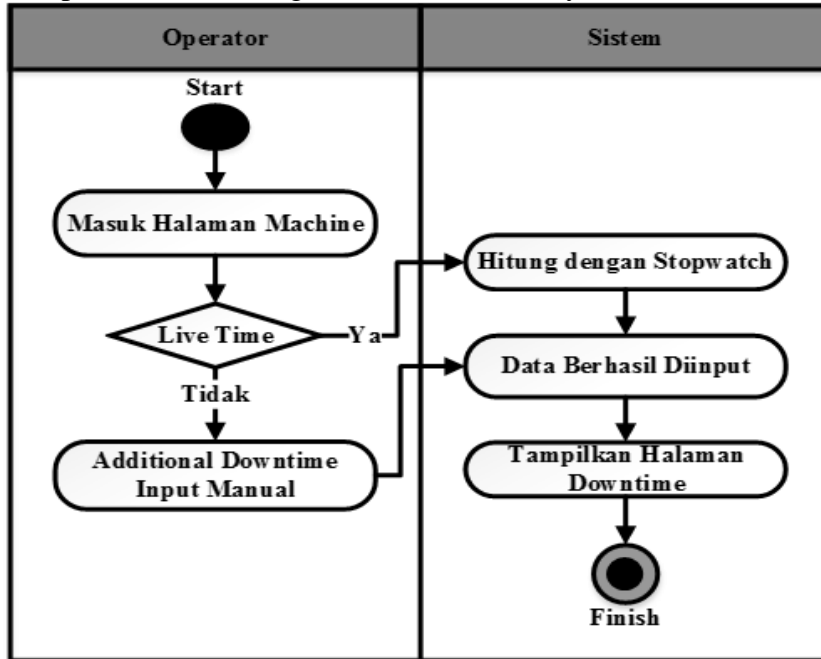 Operator
Sistem
Start
Masuk Halaman Machine
Hitung dengan Stopwatch
Live Time
Ya
Data Berhasil Diinput
Tidak
Additional Downtime
Input Manual
Tampilkan Halaman
Downtime
Finish